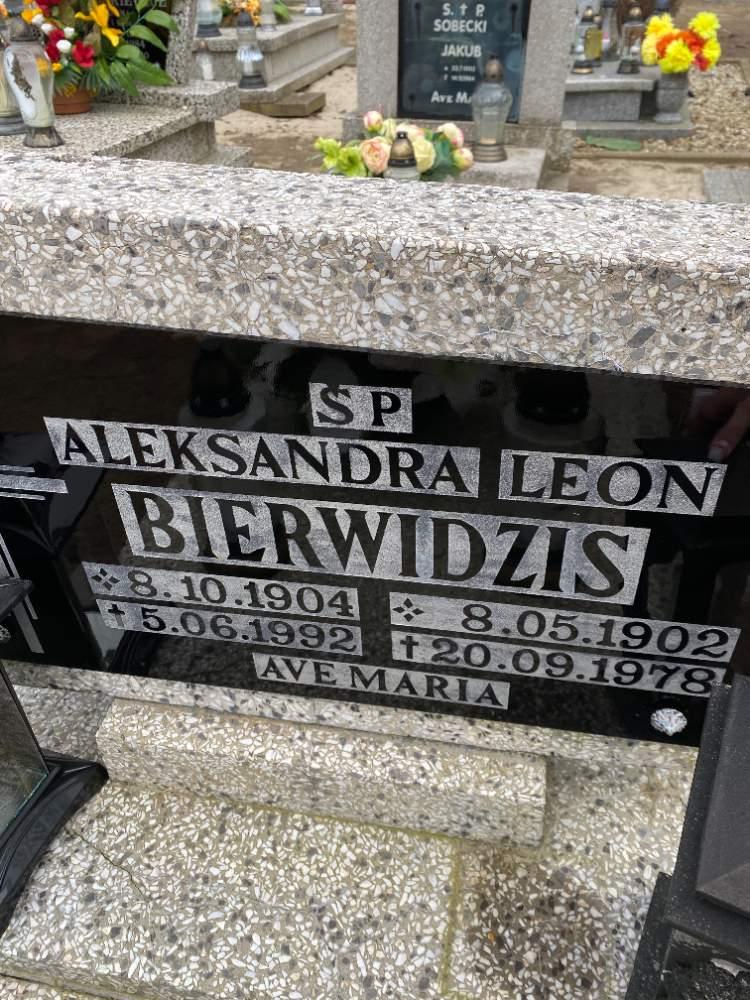 S. † P.
SOBECKI
JAKUB
AVE
S P
ALEKSANDRA LEON
BIERWIDZIS
8.10.1904 8.05.1902
† 5.06.1992 † 20.09.1978
AVE MARIA